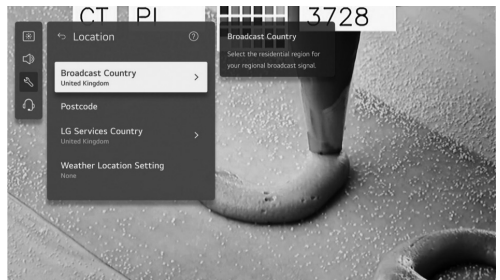 CT PL 3728
Location
Broadcast Country
United Kingdom
Postcode
LG Services Country
United Kingdom
Weather Location Setting
None
Broadcast Country
Select the residential region for
your regional broadcast signal.